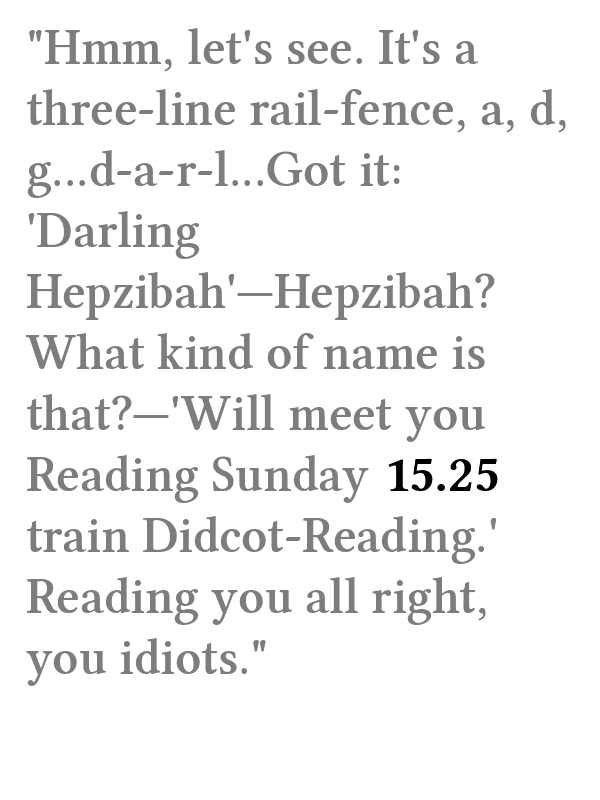 "Hmm, let's see. It's a
three-line rail-fence, a, d,
g...d-a-r-l...Got it:
'Darling
Hepzibah'—Hepzibah?
What kind of name is
that?—'Will meet you
Reading Sunday 15.25
train Didcot-Reading.'
Reading you all right,
you idiots."